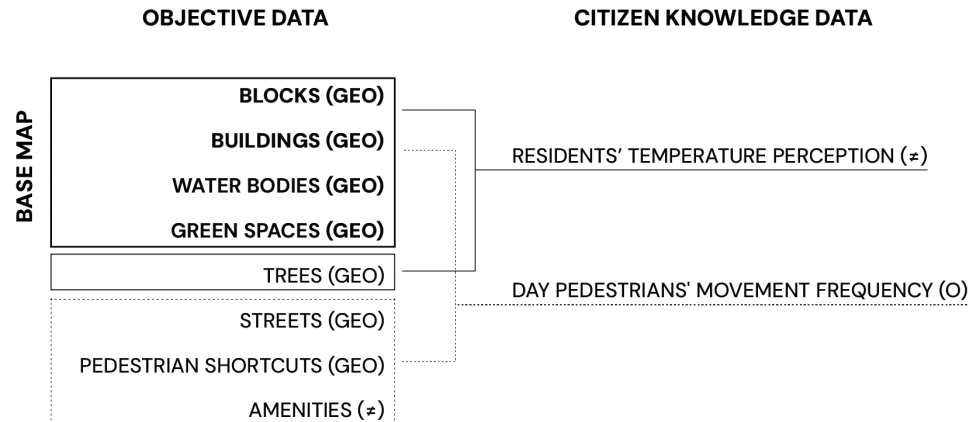 OBJECTIVE DATA
CITIZEN KNOWLEDGE DATA
BASE MAP
BLOCKS (GEO)
BUILDINGS (GEO)
WATER BODIES (GEO)
GREEN SPACES (GEO)
TREES (GEO)
STREETS (GEO)
PEDESTRIAN SHORTCUTS (GEO)
AMENITIES (≠)
RESIDENTS’ TEMPERATURE PERCEPTION (≠)
DAY PEDESTRIANS' MOVEMENT FREQUENCY (O)